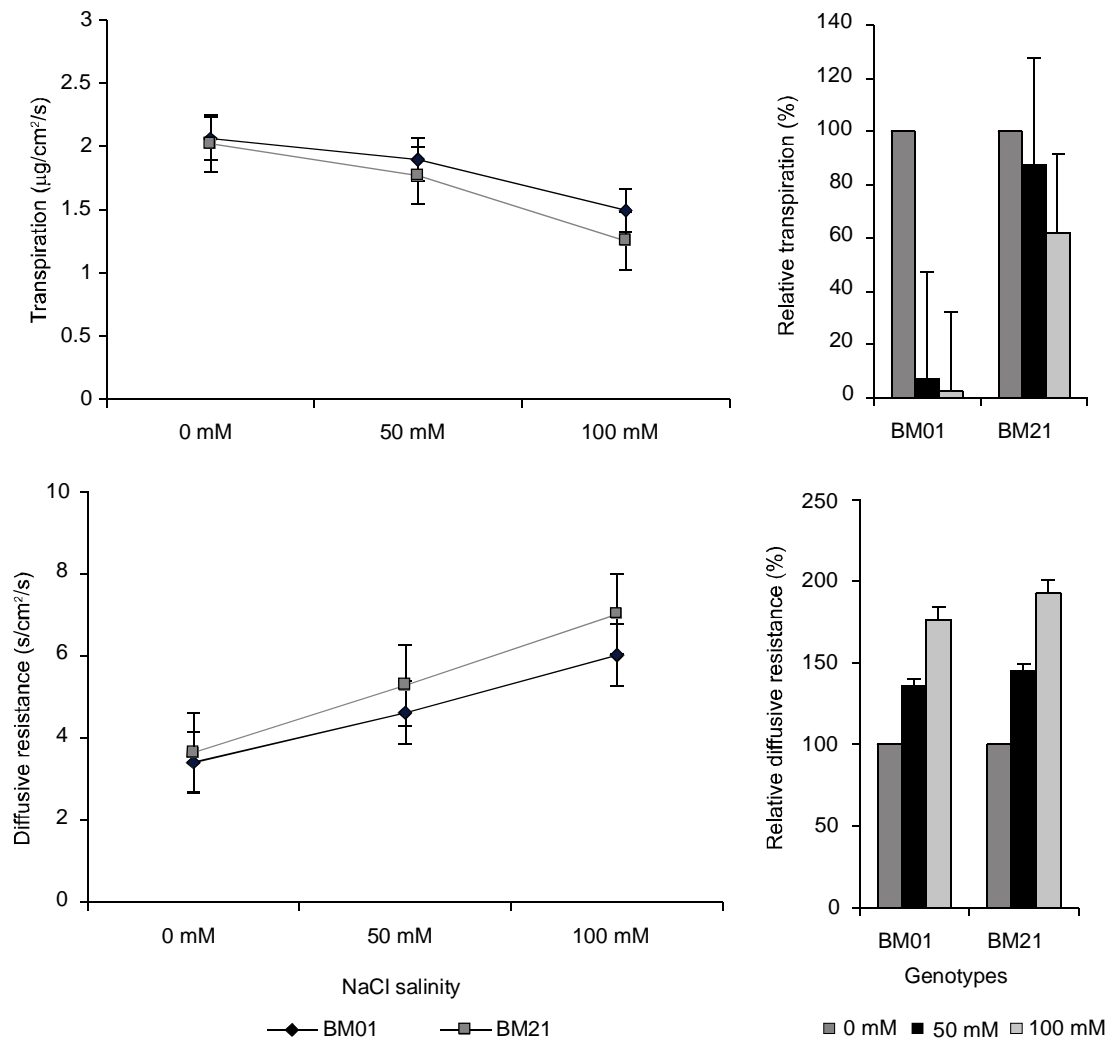 Transpiration (µg/cm²/s)
3
2.5
2
1.5
1
0.5
0
0 mM
50 mM
100 mM
Relative transpiration (%)
140
120
100
80
60
40
20
0
BM01
BM21
Diffusive resistance (s/cm²/s)
10
8
6
4
2
0
0 mM
50 mM
100 mM
NaCl salinity
BM01
BM21
Relative diffusive resistance (%)
250
200
150
100
50
0
BM01
BM21
Genotypes
0 mM
50 mM
100 mM